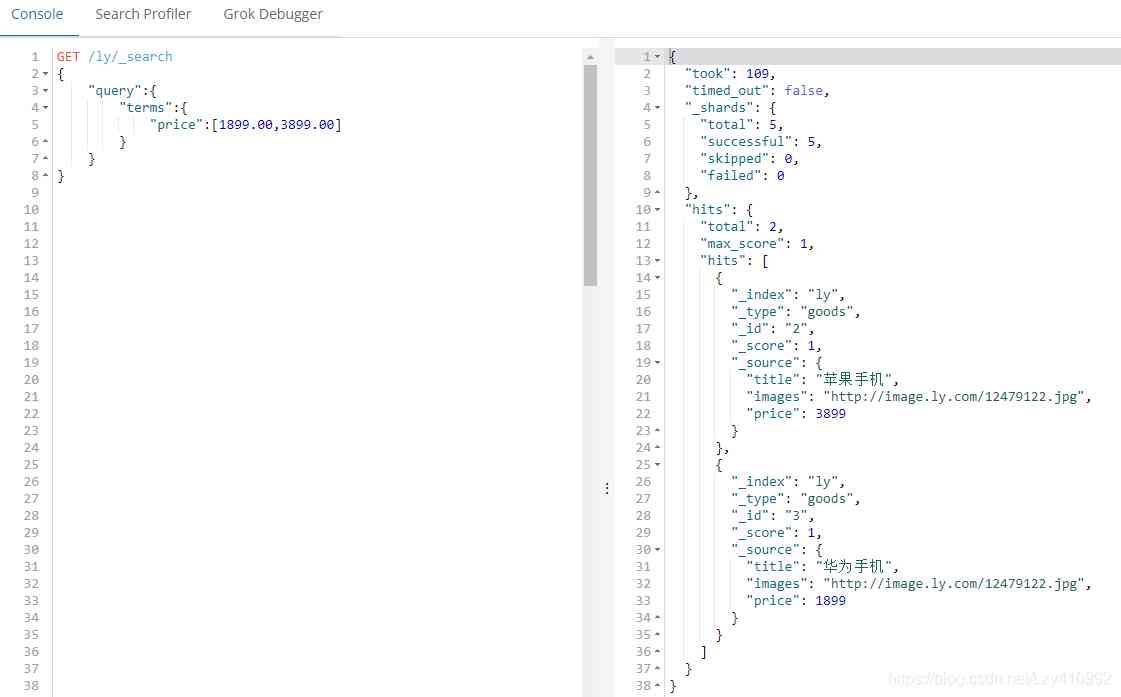 Console Search Profiler Grok Debugger
1 GET /ly/_search
2 {
3 "query":{
4 "terms":{
5 "price":[1899.00,3899.00]
6 }
7 }
8 }
9
10
11
12
13
14
15
16
17
18
19
20
21
22
23
24
25
26
27
28
29
30
31
32
33
34
35
36
37
38
1 {
2 "took": 109,
3 "timed_out": false,
4 "_shards": {
5 "total": 5,
6 "successful": 5,
7 "skipped": 0,
8 "failed": 0
9 },
10 "hits": {
11 "total": 2,
12 "max_score": 1,
13 "hits": [
14 {
15 "_index": "ly",
16 "_type": "goods",
17 "_id": "2",
18 "_score": 1,
19 "_source": {
20 "title": "苹果手机",
21 "images": "http://image.ly.com/12479122.jpg",
22 "price": 3899
23 }
24 },
25 {
26 "_index": "ly",
27 "_type": "goods",
28 "_id": "3",
29 "_score": 1,
30 "_source": {
31 "title": "华为手机",
32 "images": "http://image.ly.com/12479122.jpg",
33 "price": 1899
34 }
35 }
36 ]
37 }
38 }
https://blog.csdn.net/Lzy410992